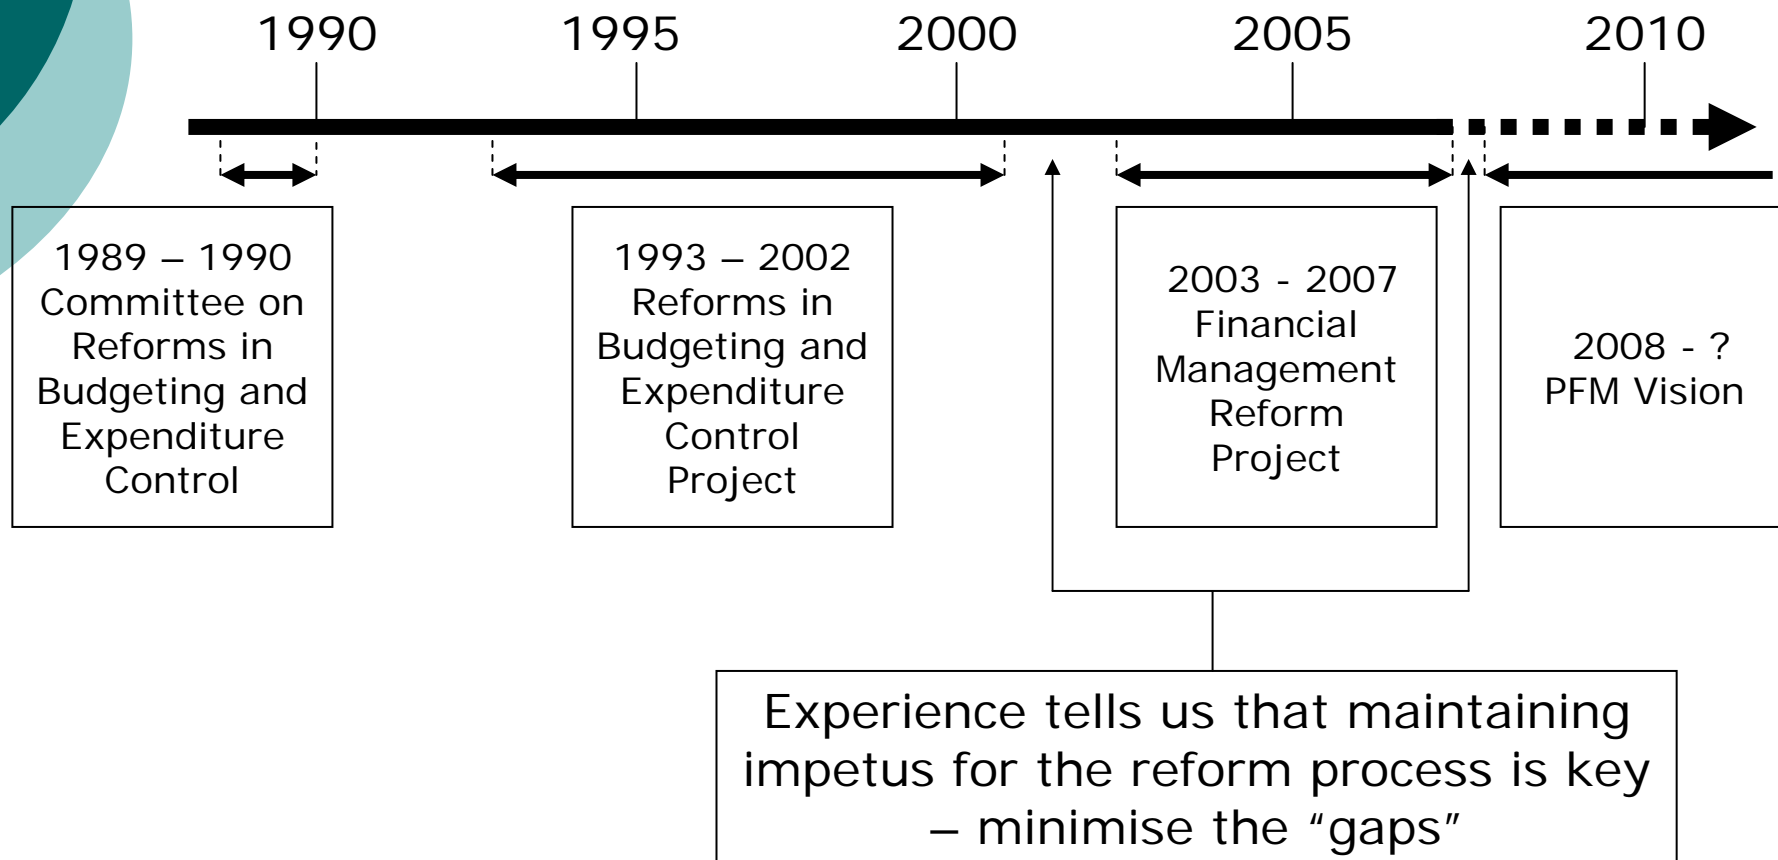 1990
1995
2000
2005
2010
1989 – 1990
Committee on
Reforms in
Budgeting and
Expenditure
Control
1993 – 2002
Reforms in
Budgeting and
Expenditure
Control
Project
2003 - 2007
Financial
Management
Reform
Project
2008 - ?
PFM Vision
Experience tells us that maintaining
impetus for the reform process is key
– minimise the “gaps”